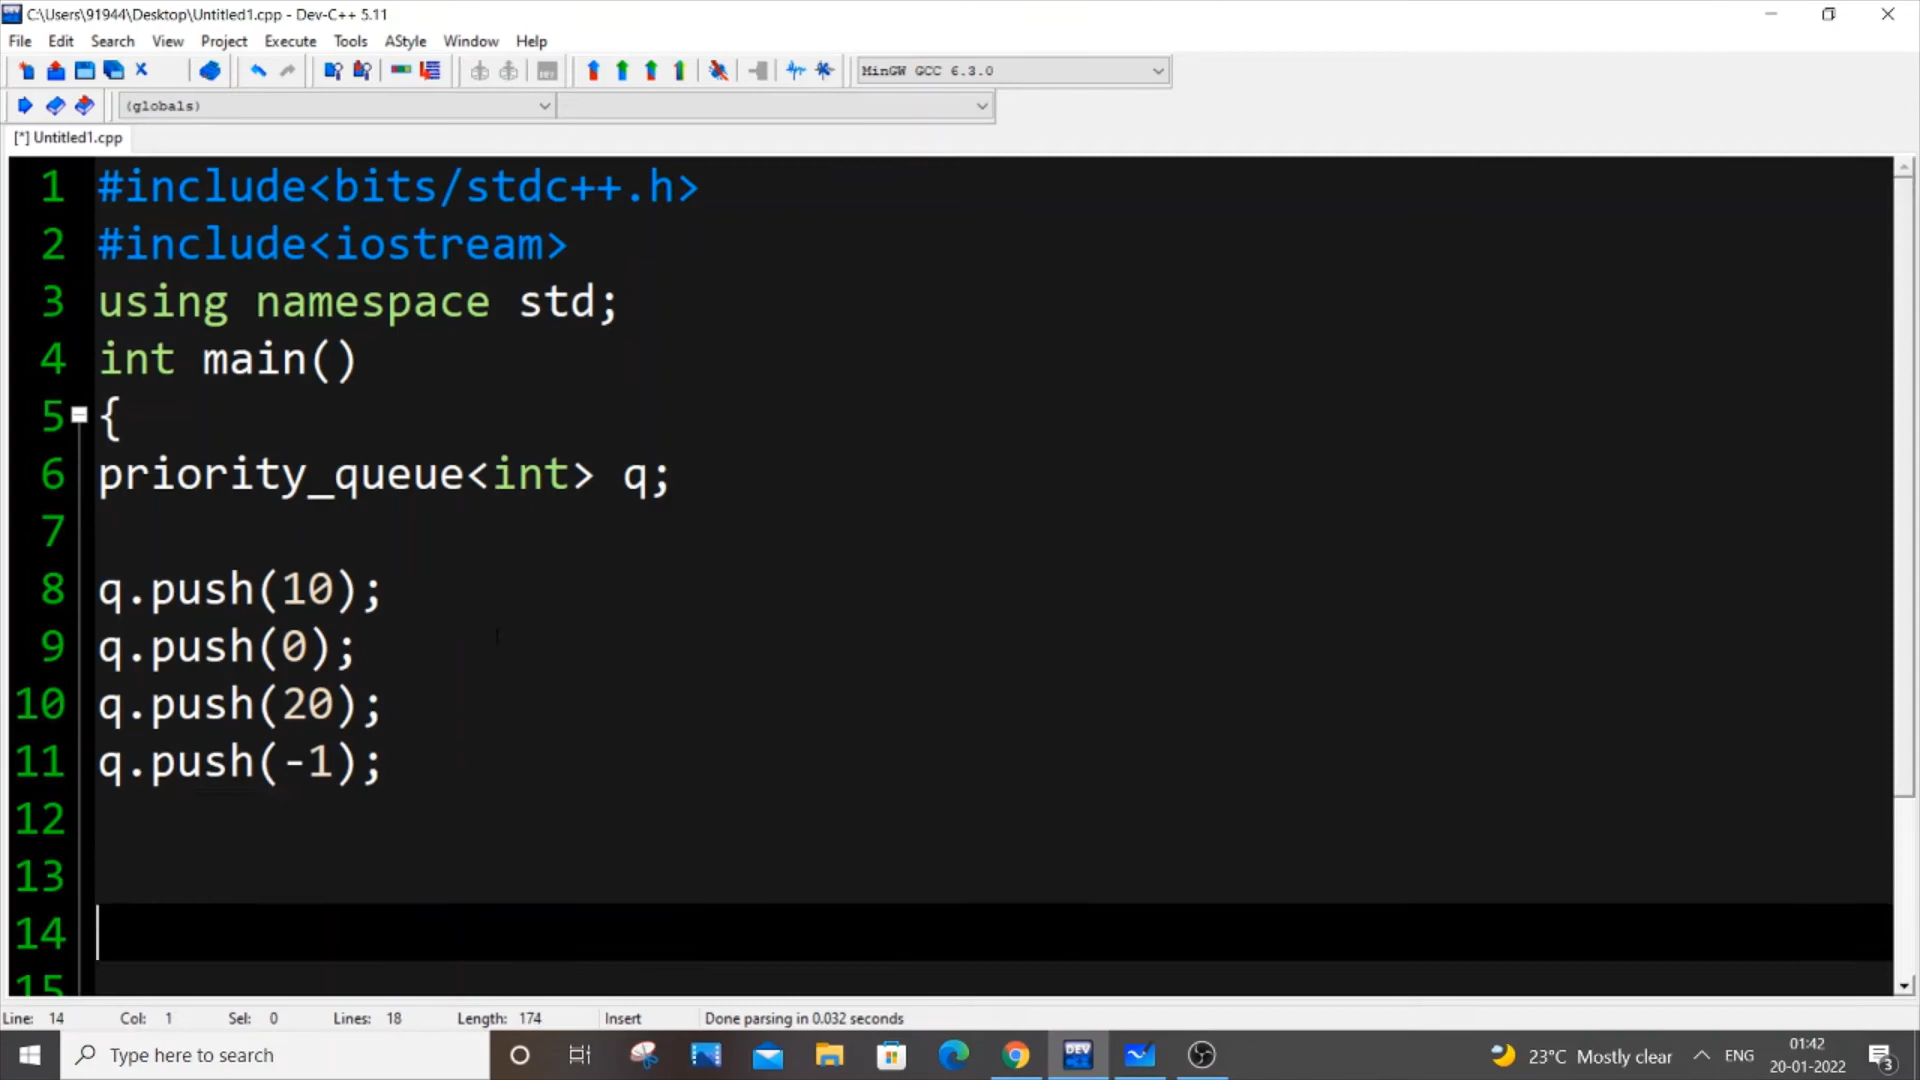 C:\Users\91944\Desktop\Untitled1.cpp - Dev-C++ 5.11
File Edit Search View Project Execute Tools AStyle Window Help
MinGW GCC 6.3.0
(globals)
[*] Untitled1.cpp
1 #include<bits/stdc++.h>
2 #include<iostream>
3 using namespace std;
4 int main()
5 {
6 priority_queue<int> q;
7
8 q.push(10);
9 q.push(0);
10 q.push(20);
11 q.push(-1);
12
13
14
15
Line: 14 Col: 1 Sel: 0 Lines: 18 Length: 174 Insert Done parsing in 0.032 seconds
Type here to search
DEV
23°C Mostly clear
ENG
01:42
20-01-2022
3